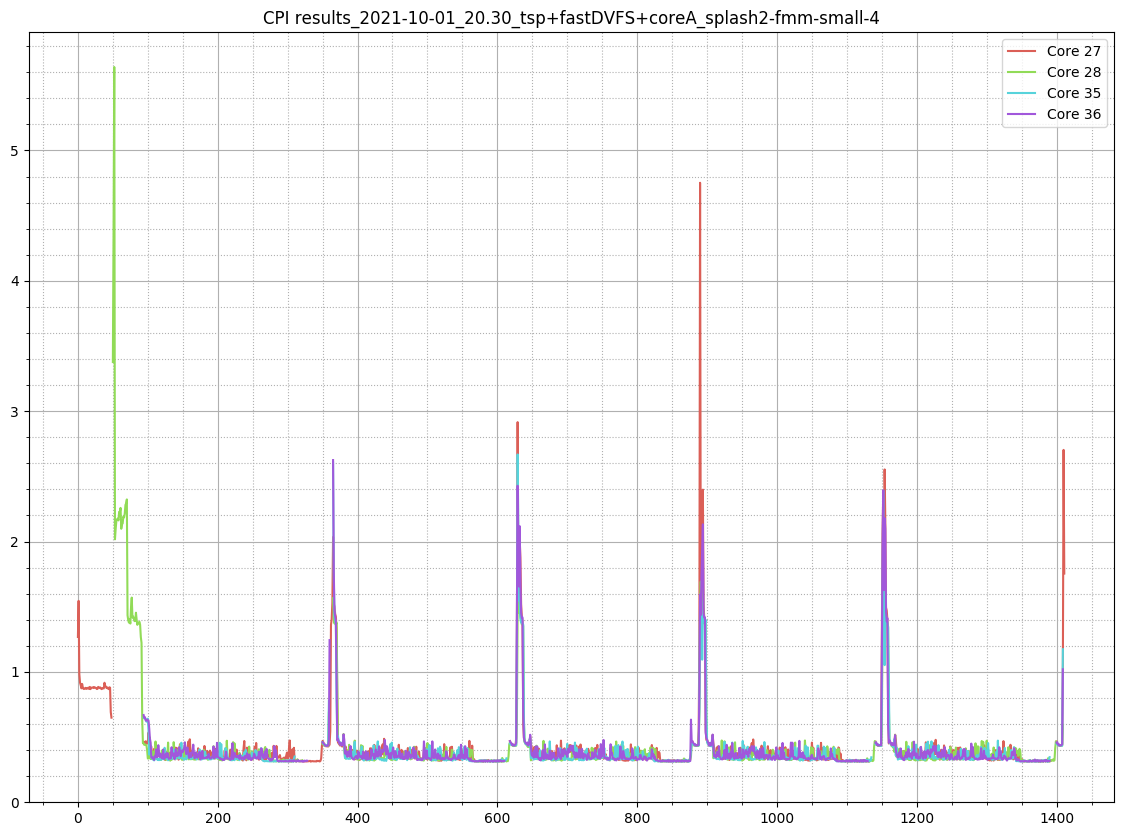 CPI results_2021-10-01_20.30_tsp+fastDVFS+coreA_splash2-fmm-small-4
Core 27
Core 28
Core 35
Core 36
5
4
3
2
1
0
0 200 400 600 800 1000 1200 1400